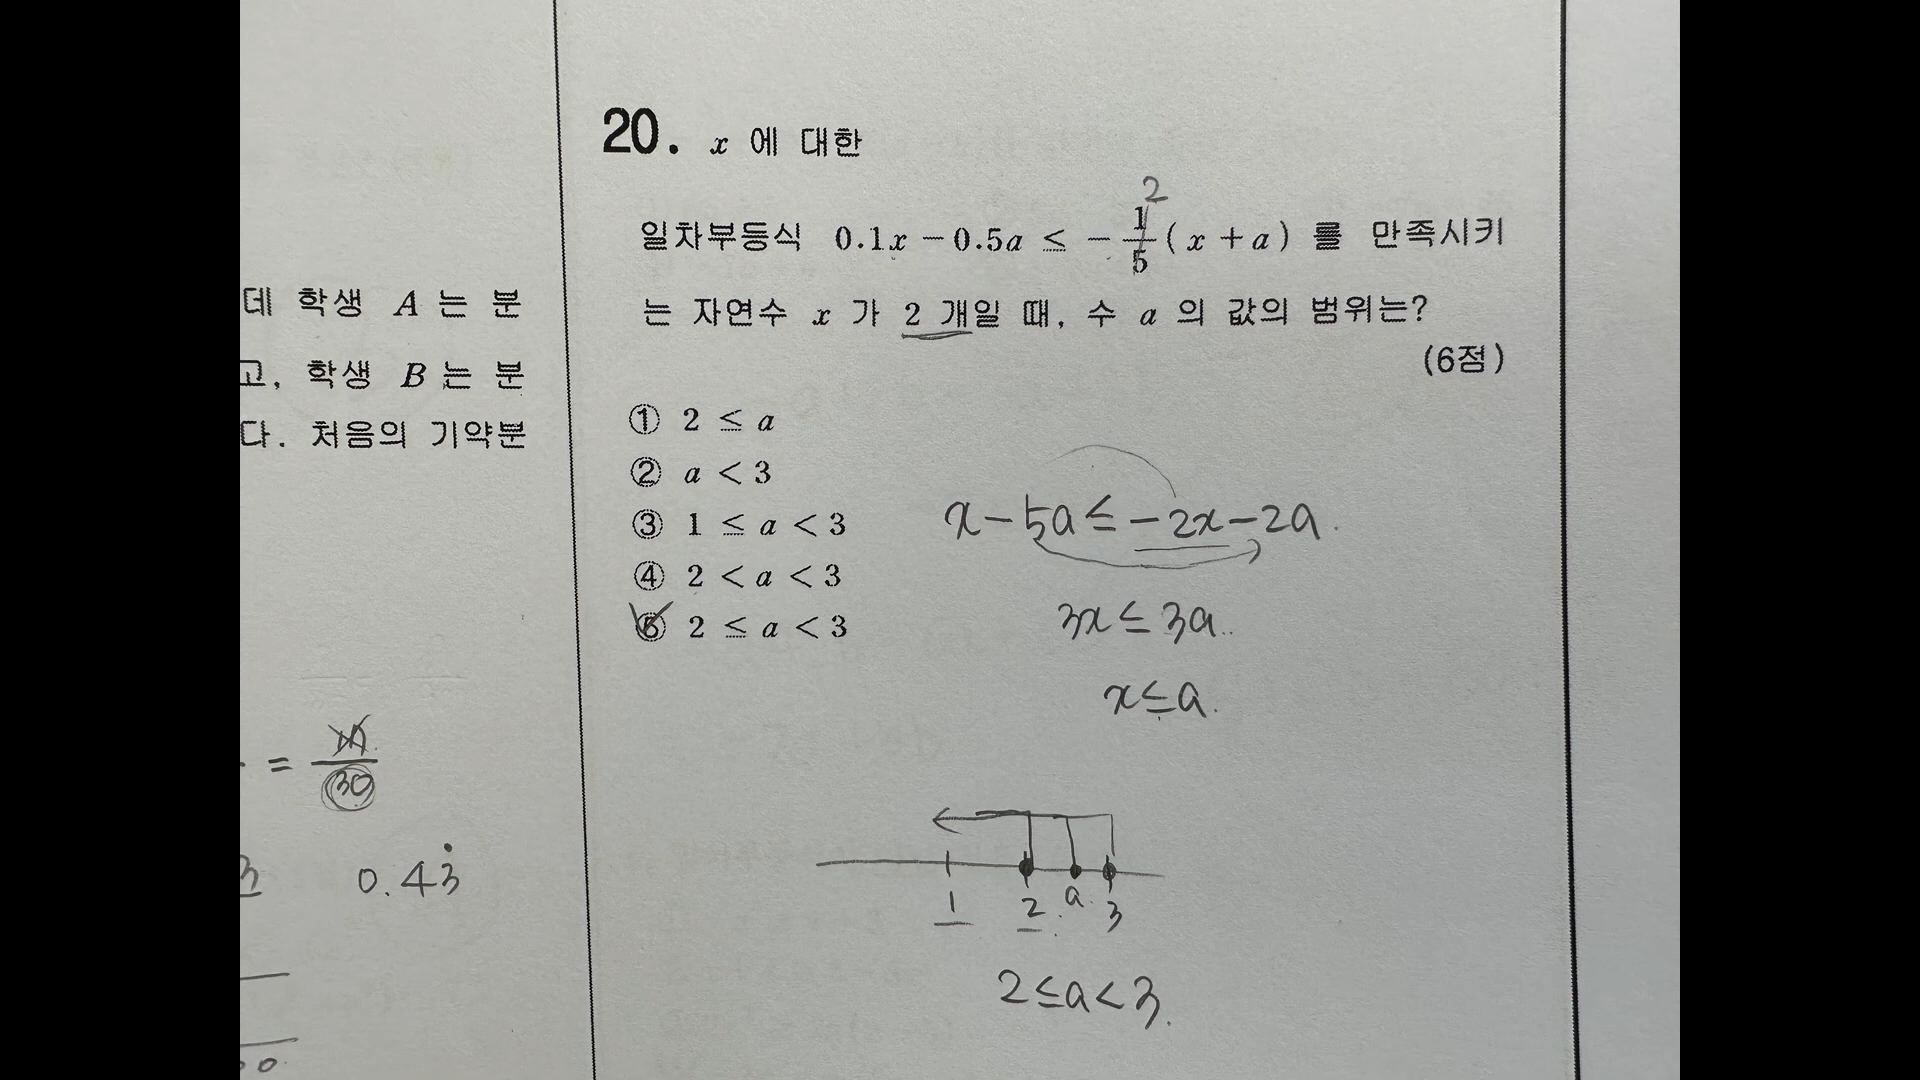 데 학생 A 는 분
고, 학생 B 는 분
다. 처음의 기약분
= 30
0.43̇
20. x 에 대한
2
일차부등식 0.1x - 0.5a ≤ - 1/5 ( x + a ) 를 만족시키
는 자연수 x 가 2 개일 때, 수 a 의 값의 범위는?
(6점)
① 2 ≤ a
② a < 3
③ 1 ≤ a < 3
④ 2 < a < 3
⑤ 2 ≤ a < 3
x - 5a ≤ -2x - 2a.
3x ≤ 3a.
x ≤ a.
1 2 a 3
2 ≤ a < 3.